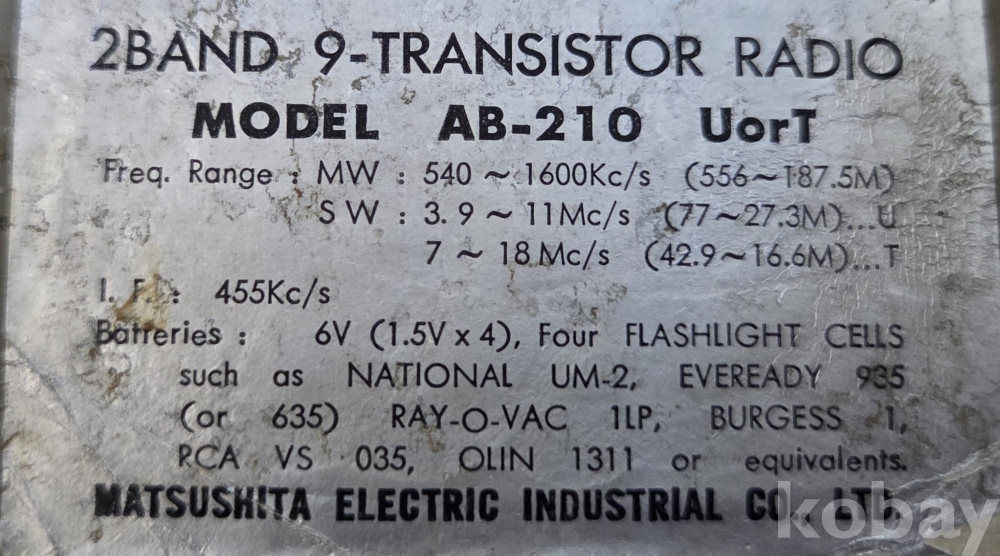 2BAND 9-TRANSISTOR RADIO
MODEL AB-210 UorT
Freq. Range : MW : 540 ~ 1600Kc/s (556~187.5M)
SW : 3.9 ~ 11Mc/s (77~27.3M)...U
7 ~ 18Mc/s (42.9~16.6M)...T
I. F. : 455Kc/s
Batteries : 6V (1.5V x 4), Four FLASHLIGHT CELLS
such as NATIONAL UM-2, EVEREADY 935
(or 635) RAY-O-VAC 1LP, BURGESS 1,
RCA VS 035, OLIN 1311 or equivalents.
MATSUSHITA ELECTRIC INDUSTRIAL CO., LTD.
kobay